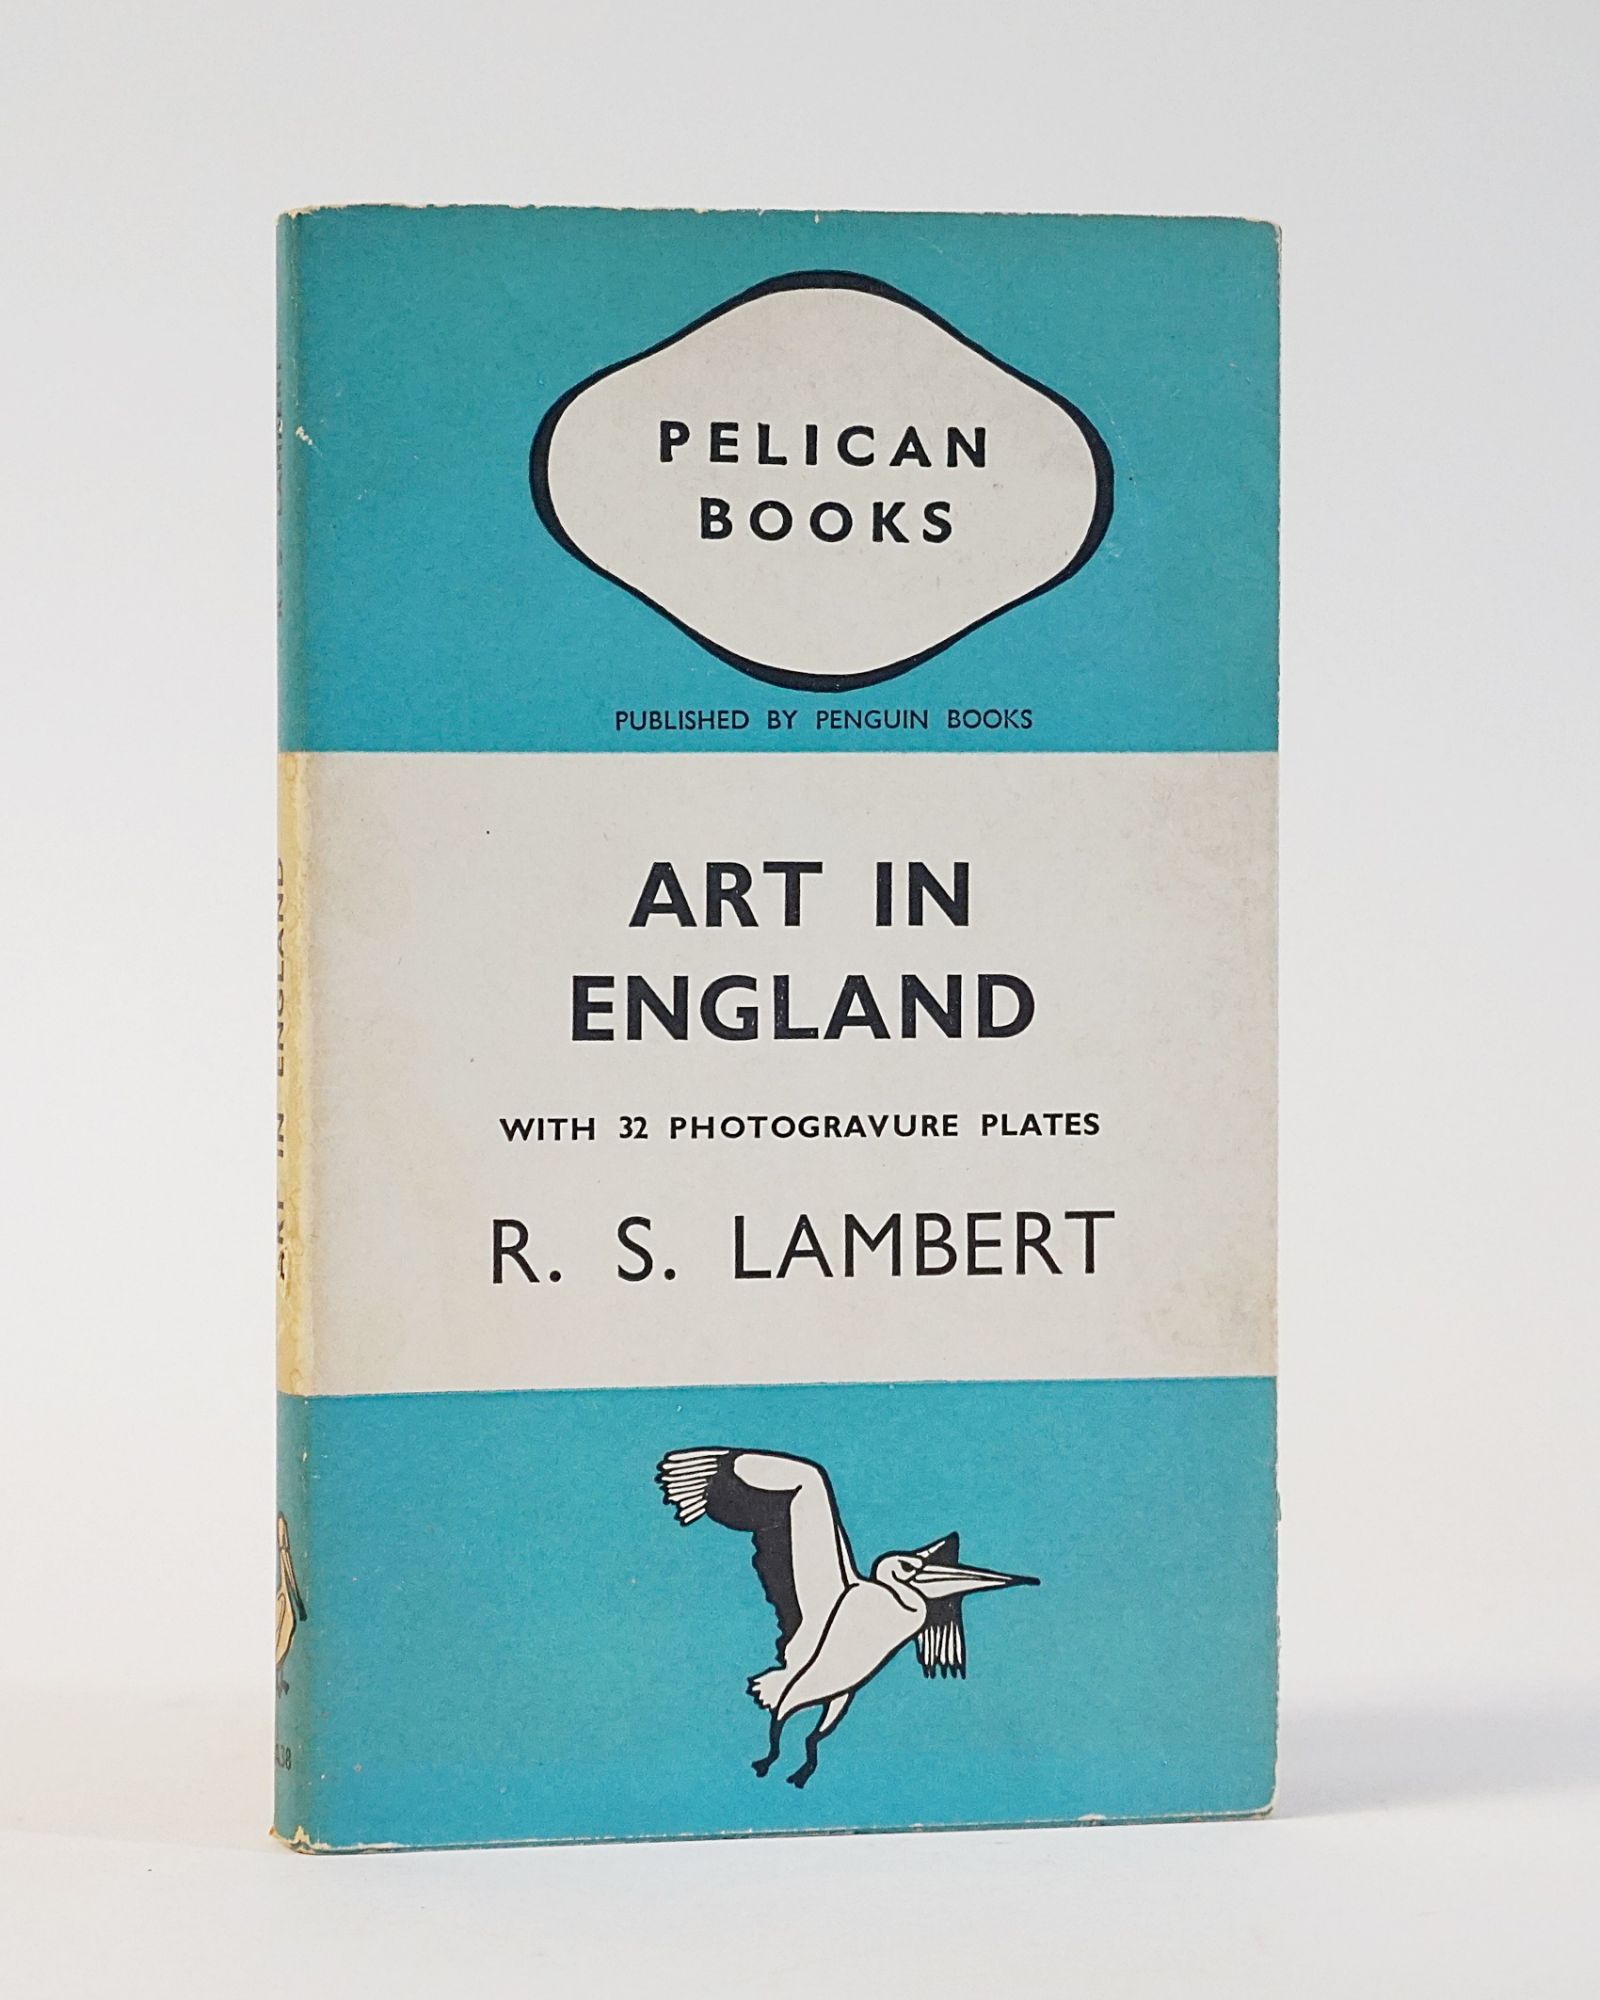 PELICAN
BOOKS
PUBLISHED BY PENGUIN BOOKS
ART IN
ENGLAND
WITH 32 PHOTOGRAVURE PLATES
R. S. LAMBERT
ART IN ENGLAND